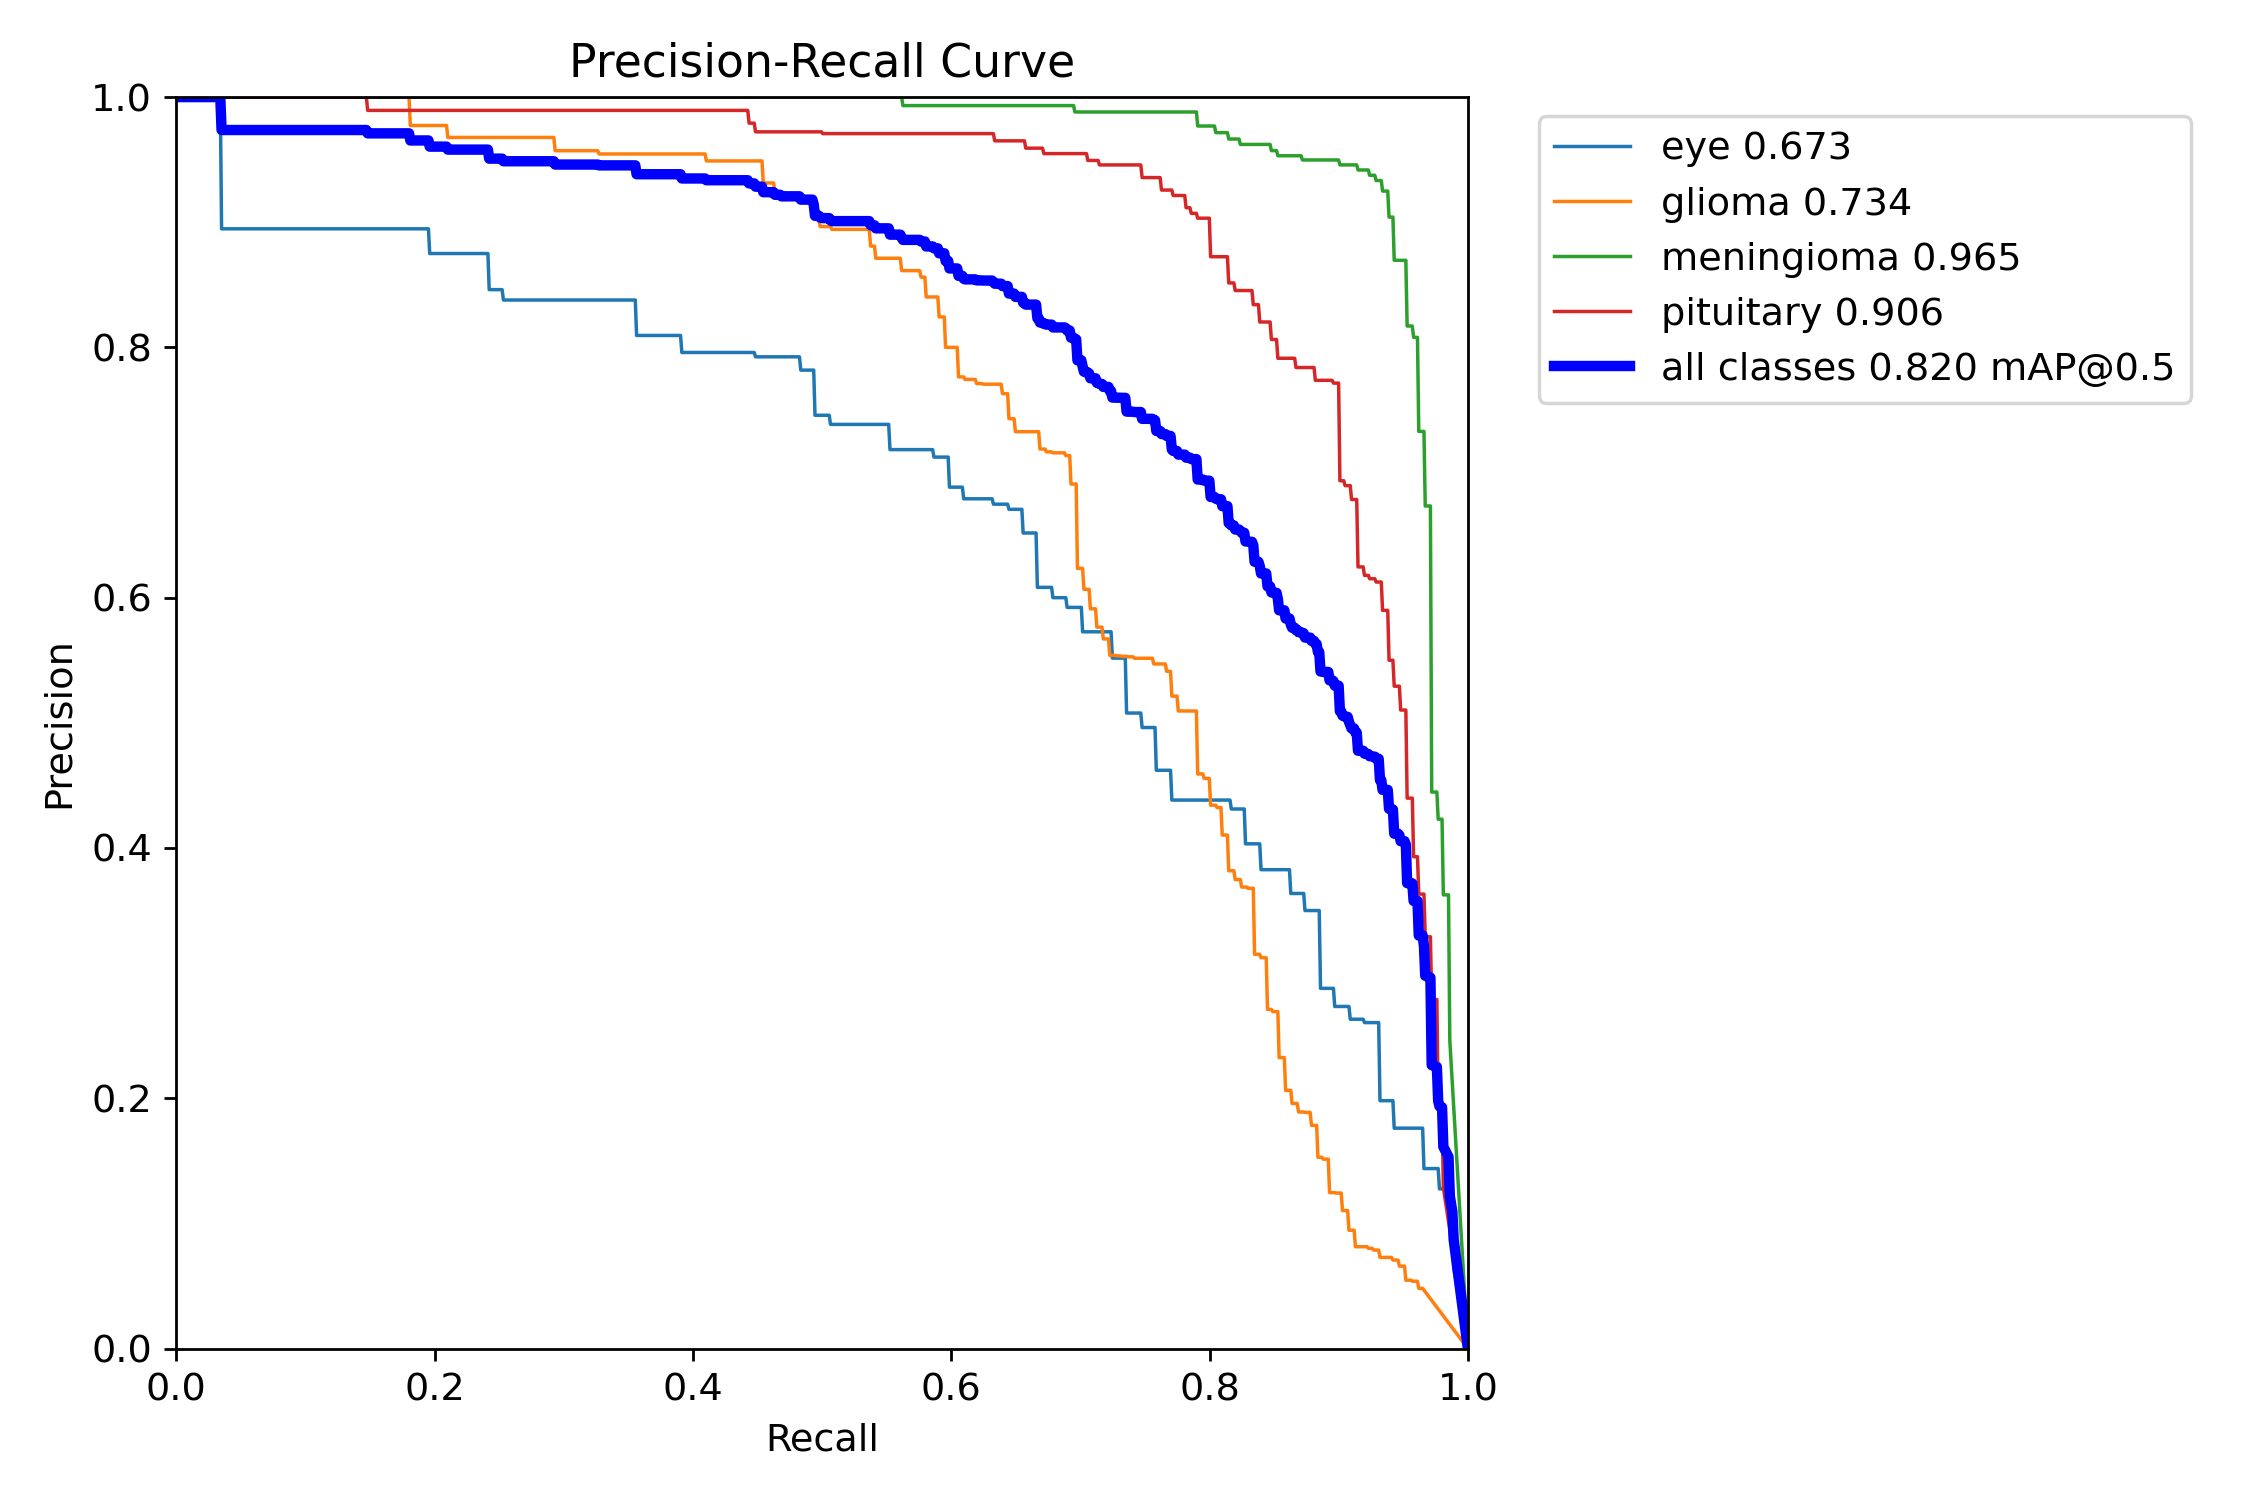 Precision-Recall Curve
1.0
0.8
0.6
0.4
0.2
0.0
Precision
0.0 0.2 0.4 0.6 0.8 1.0
Recall
eye 0.673
glioma 0.734
meningioma 0.965
pituitary 0.906
all classes 0.820 mAP@0.5